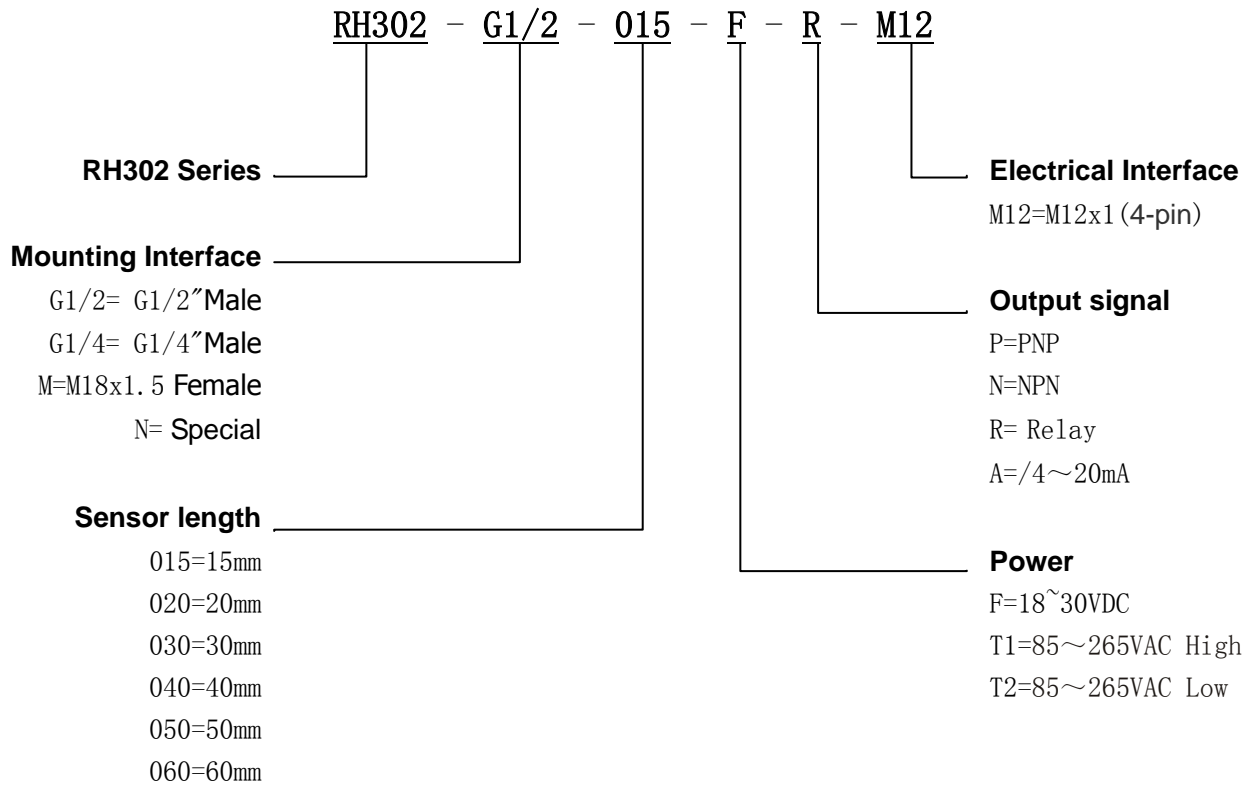 RH302 - G1/2 - 015 - F - R - M12
RH302 Series
Mounting Interface
G1/2= G1/2″Male
G1/4= G1/4″Male
M=M18x1.5 Female
N= Special
Sensor length
015=15mm
020=20mm
030=30mm
040=40mm
050=50mm
060=60mm
Electrical Interface
M12=M12x1(4-pin)
Output signal
P=PNP
N=NPN
R= Relay
A=/4～20mA
Power
F=18~30VDC
T1=85～265VAC High
T2=85～265VAC Low